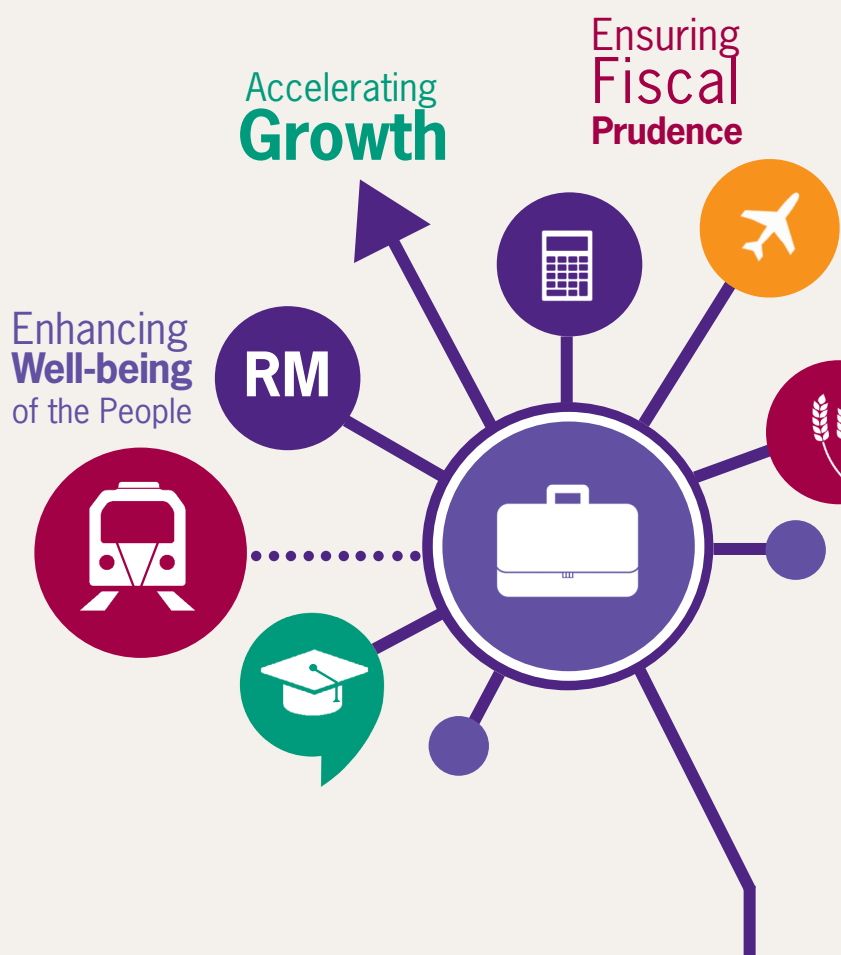 Ensuring
Fiscal
Prudence
Accelerating
Growth
Enhancing
Well-being
of the People
RM